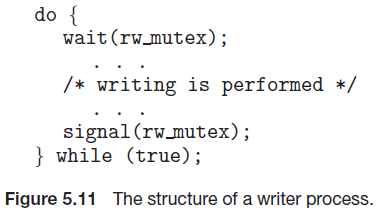 do {
wait(rw_mutex);
. . .
/* writing is performed */
. . .
signal(rw_mutex);
} while (true);
Figure 5.11 The structure of a writer process.